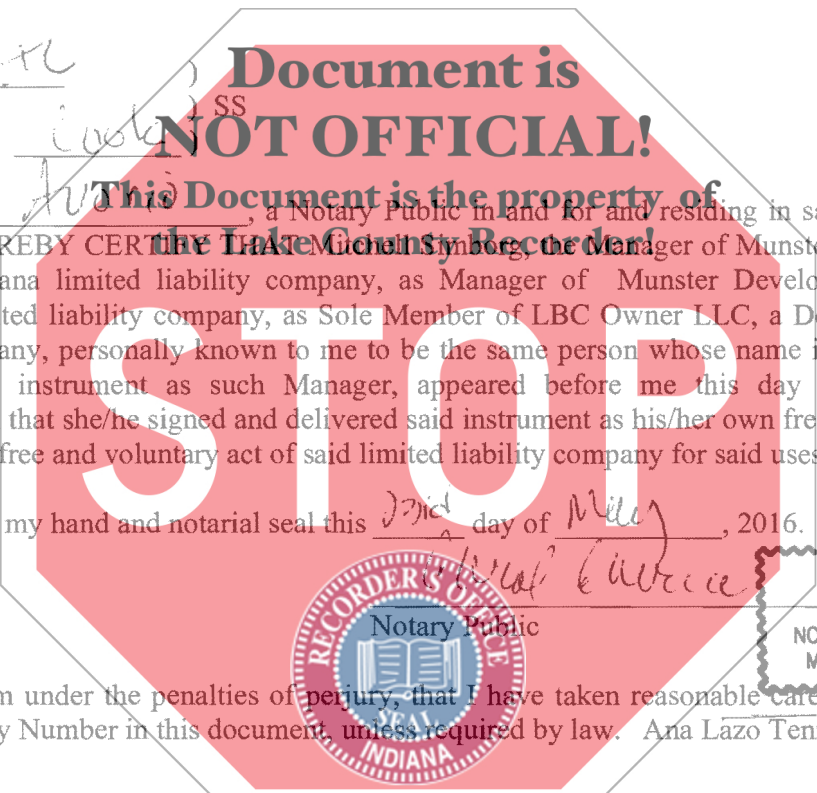 Document is
) SS
Cook )
NOT OFFICIAL!
This Document is the property of
, a Notary Public in and for and residing in sa
the Lake County Recorder!
REBY CERTIFY THAT Mitchell Simborg, the Manager of Munste
ana limited liability company, as Manager of Munster Develo
ted liability company, as Sole Member of LBC Owner LLC, a De
any, personally known to me to be the same person whose name i
instrument as such Manager, appeared before me this day
that she/he signed and delivered said instrument as his/her own fre
free and voluntary act of said limited liability company for said uses
STOP
my hand and notarial seal this day of , 2016.
Notary Public
NO
M
RECORDER'S OFFICE
SEAL
INDIANA
m under the penalties of perjury, that I have taken reasonable care
y Number in this document, unless required by law. Ana Lazo Ten